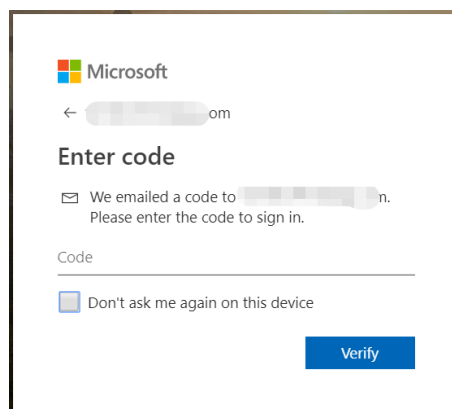 Microsoft
← om
Enter code
We emailed a code to n.
Please enter the code to sign in.
Code
Don't ask me again on this device
Verify